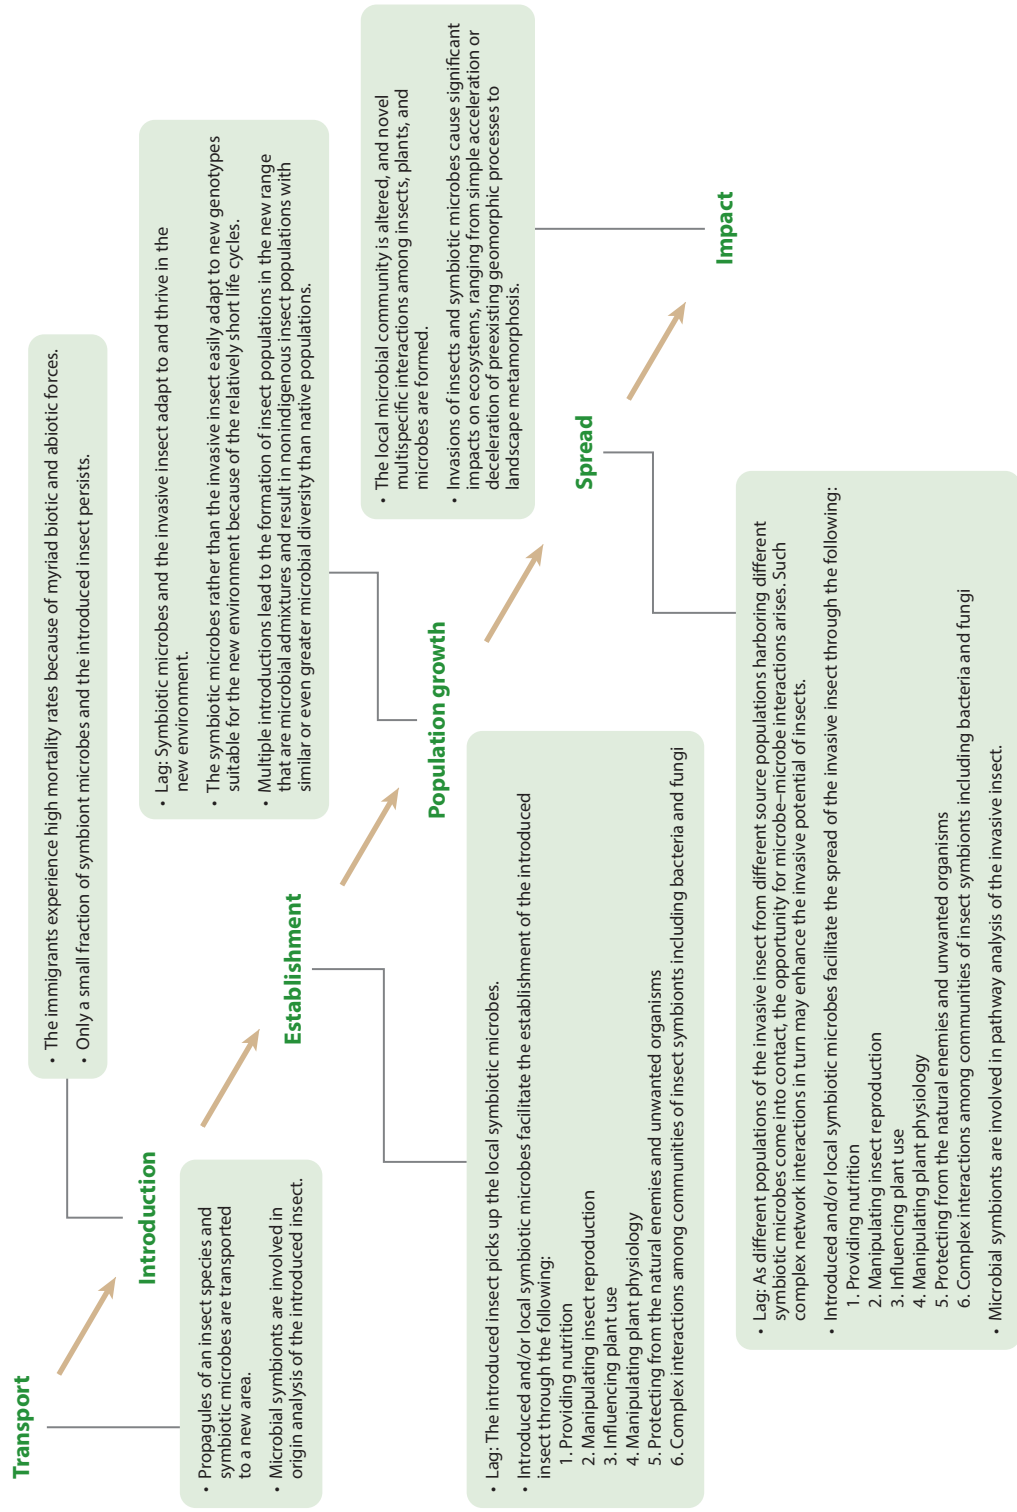 Transport
• Propagules of an insect species and
symbiotic microbes are transported
to a new area.
• Microbial symbionts are involved in
origin analysis of the introduced insect.
Introduction
• The immigrants experience high mortality rates because of myriad biotic and abiotic forces.
• Only a small fraction of symbiont microbes and the introduced insect persists.
Establishment
• Lag: The introduced insect picks up the local symbiotic microbes.
• Introduced and/or local symbiotic microbes facilitate the establishment of the introduced
insect through the following:
1. Providing nutrition
2. Manipulating insect reproduction
3. Influencing plant use
4. Manipulating plant physiology
5. Protecting from the natural enemies and unwanted organisms
6. Complex interactions among communities of insect symbionts including bacteria and fungi
Population growth
• Lag: Symbiotic microbes and the invasive insect adapt to and thrive in the
new environment.
• The symbiotic microbes rather than the invasive insect easily adapt to new genotypes
suitable for the new environment because of the relatively short life cycles.
• Multiple introductions lead to the formation of insect populations in the new range
that are microbial admixtures and result in nonindigenous insect populations with
similar or even greater microbial diversity than native populations.
Spread
• Lag: As different populations of the invasive insect from different source populations harboring different
symbiotic microbes come into contact, the opportunity for microbe–microbe interactions arises. Such
complex network interactions in turn may enhance the invasive potential of insects.
• Introduced and/or local symbiotic microbes facilitate the spread of the invasive insect through the following:
1. Providing nutrition
2. Manipulating insect reproduction
3. Influencing plant use
4. Manipulating plant physiology
5. Protecting from the natural enemies and unwanted organisms
6. Complex interactions among communities of insect symbionts including bacteria and fungi
• Microbial symbionts are involved in pathway analysis of the invasive insect.
Impact
• The local microbial community is altered, and novel
multispecific interactions among insects, plants, and
microbes are formed.
• Invasions of insects and symbiotic microbes cause significant
impacts on ecosystems, ranging from simple acceleration or
deceleration of preexisting geomorphic processes to
landscape metamorphosis.